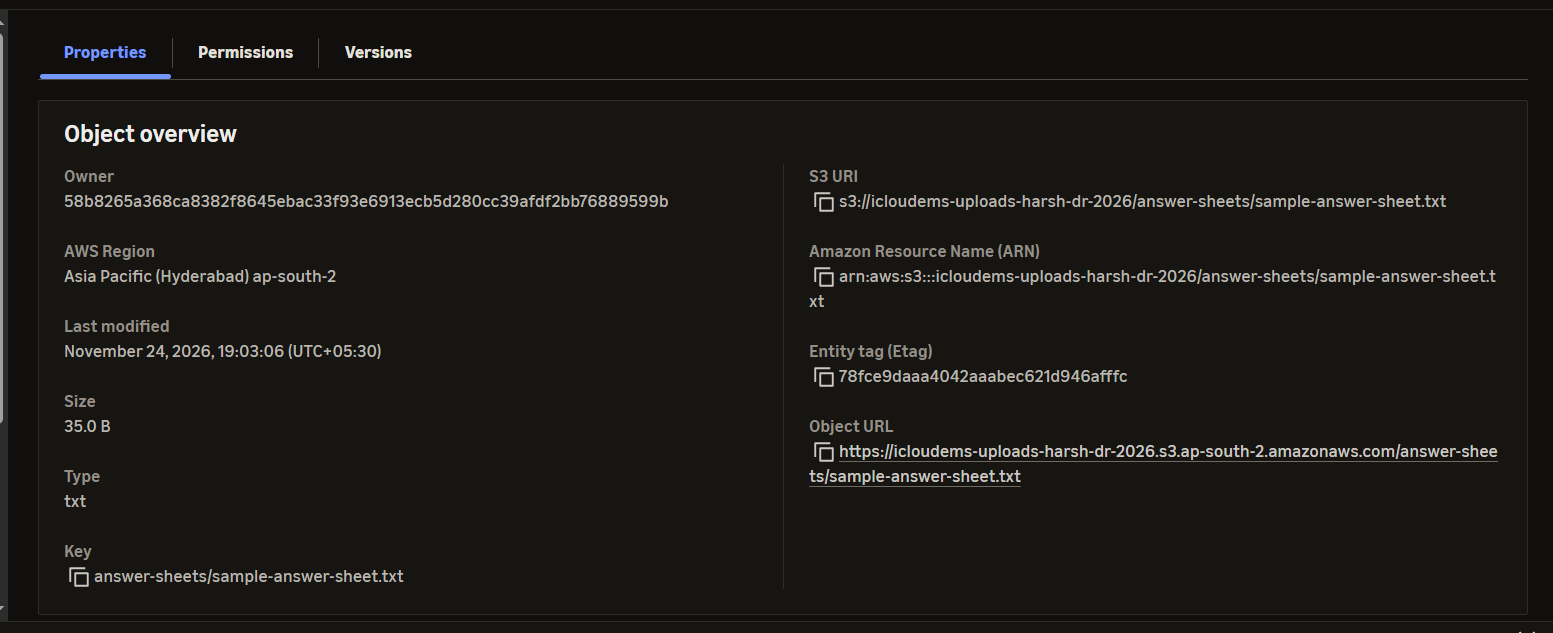 Properties
Permissions
Versions
Object overview
Owner
58b8265a368ca8382f8645ebac33f93e6913ecb5d280cc39afdf2bb76889599b
AWS Region
Asia Pacific (Hyderabad) ap-south-2
Last modified
November 24, 2026, 19:03:06 (UTC+05:30)
Size
35.0 B
Type
txt
Key
answer-sheets/sample-answer-sheet.txt
S3 URI
s3://icloudems-uploads-harsh-dr-2026/answer-sheets/sample-answer-sheet.txt
Amazon Resource Name (ARN)
arn:aws:s3:::icloudems-uploads-harsh-dr-2026/answer-sheets/sample-answer-sheet.t
xt
Entity tag (Etag)
78fce9daaa4042aaabec621d946afffc
Object URL
https://icloudems-uploads-harsh-dr-2026.s3.ap-south-2.amazonaws.com/answer-shee
ts/sample-answer-sheet.txt